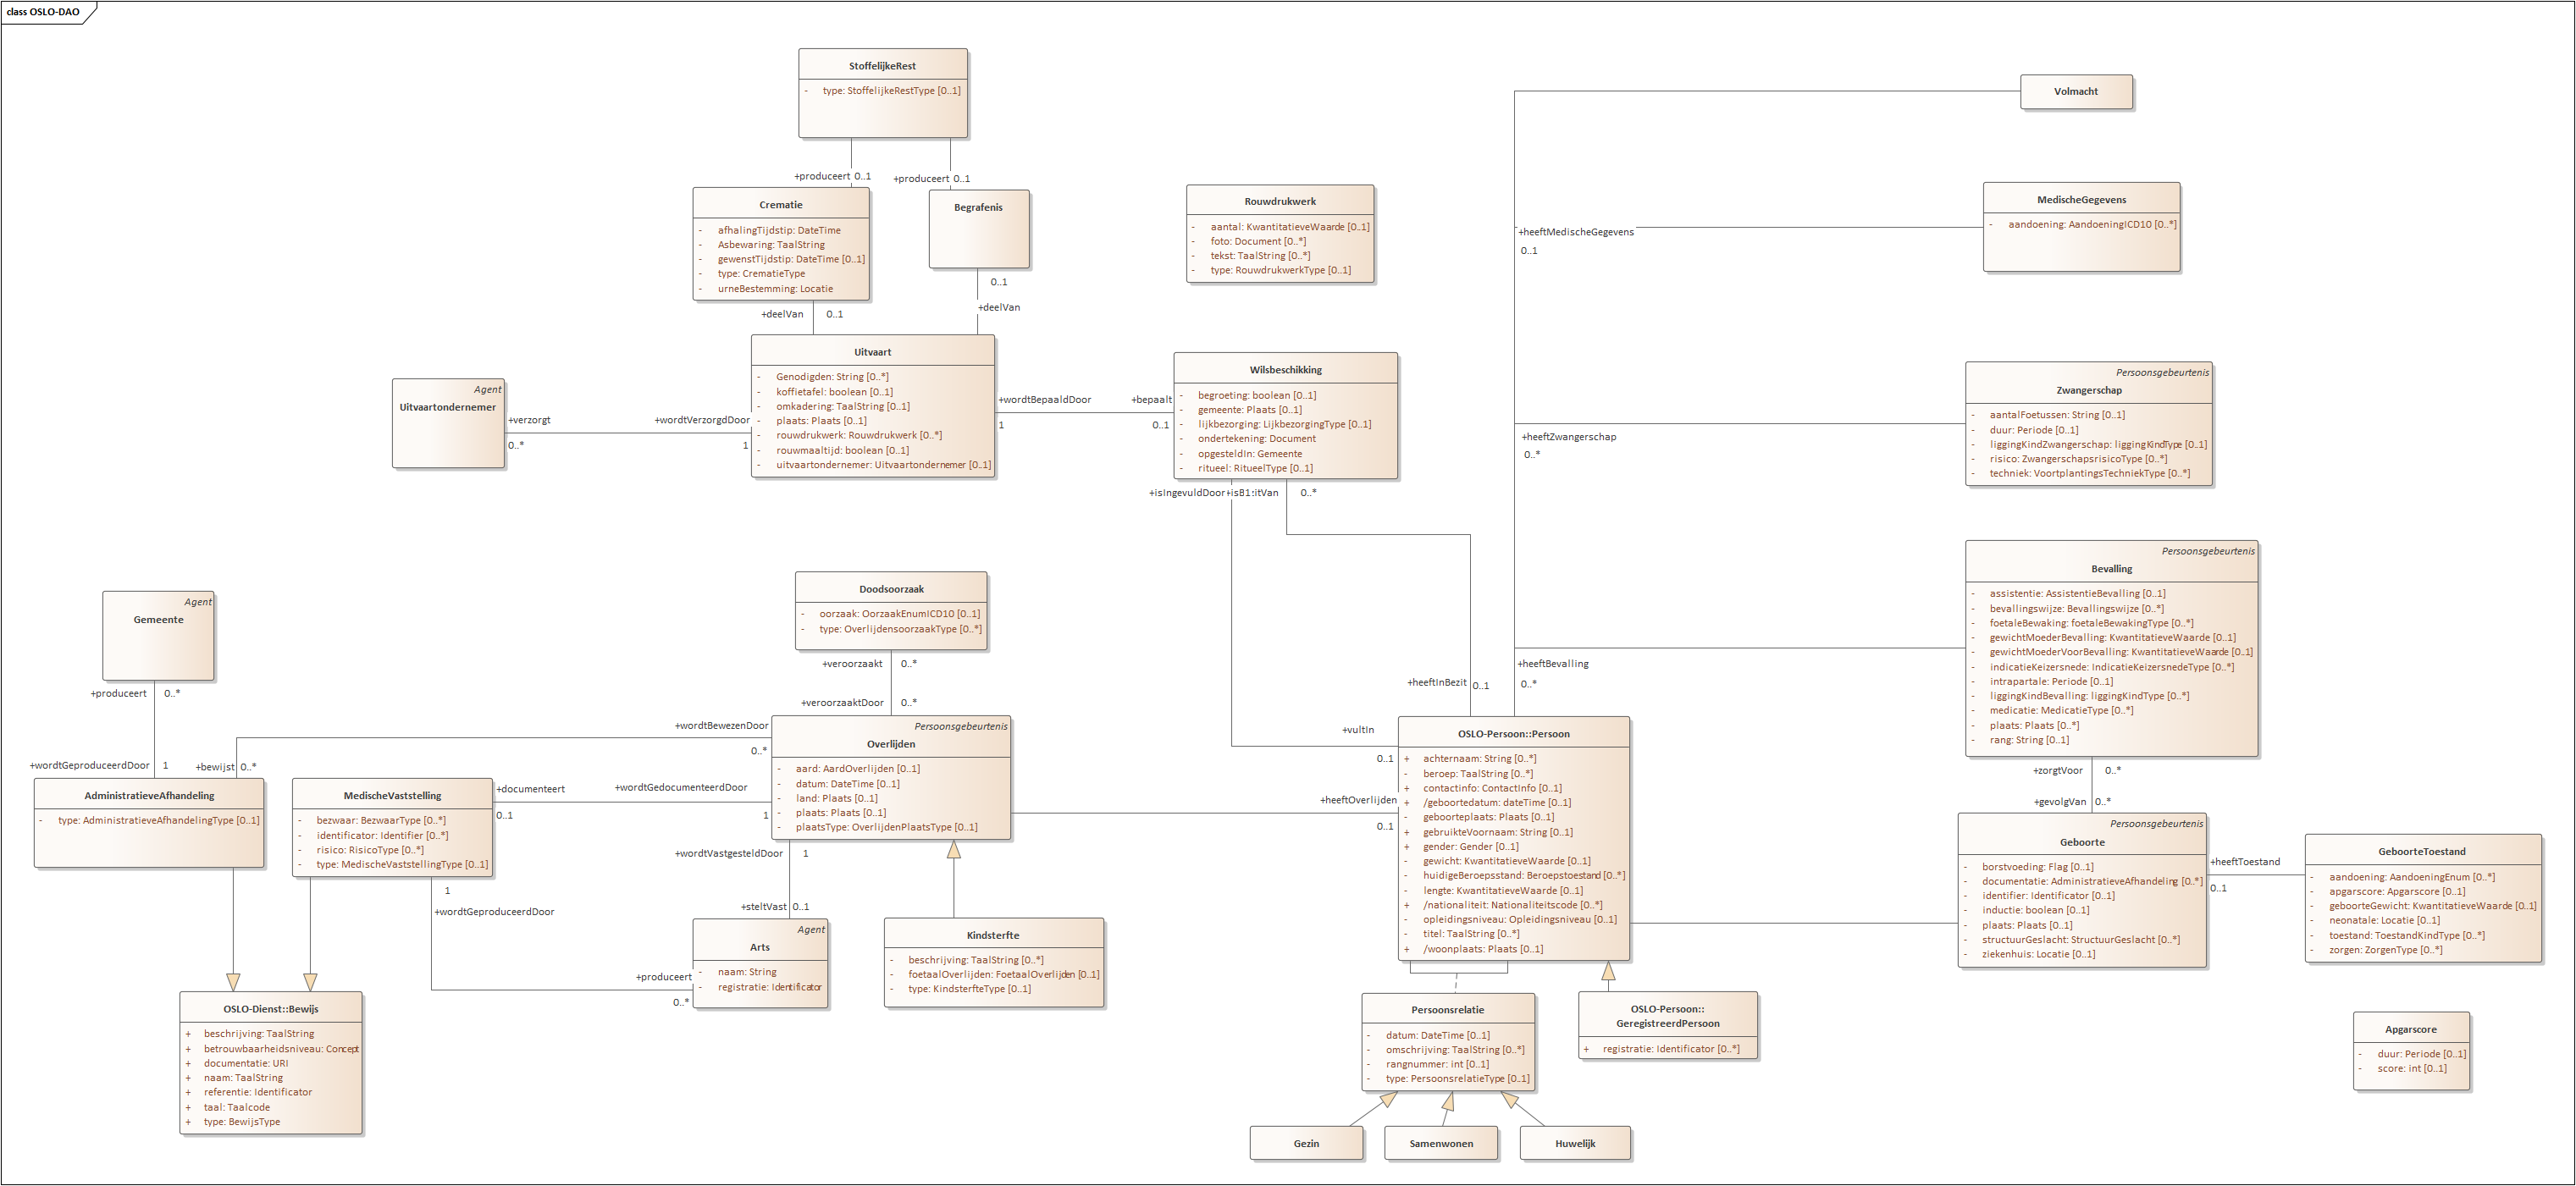 class OSLO-DAO
StoffelijkeRest
- type: StoffelijkeRestType [0..1]
+produceert 0..1
+produceert 0..1
Crematie
- afhalingTijdstip: DateTime
- Asbewaring: TaalString
- gewenstTijdstip: DateTime [0..1]
- type: CrematieType
- urneBestemming: Locatie
Begrafenis
0..1
+deelVan
+deelVan 0..1
Rouwdrukwerk
- aantal: KwantitatieveWaarde [0..1]
- foto: Document [0..*]
- tekst: TaalString [0..*]
- type: RouwdrukwerkType [0..1]
Volmacht
MedischeGegevens
- aandoening: AandoeningICD10 [0..*]
+heeftMedischeGegevens
0..1
Uitvaart
- Genodigden: String [0..*]
- koffietafel: boolean [0..1]
- omkadering: TaalString [0..1]
- plaats: Plaats [0..1]
- rouwdrukwerk: Rouwdrukwerk [0..*]
- rouwmaaltijd: boolean [0..1]
- uitvaartondernemer: Uitvaartondernemer [0..1]
Agent
Uitvaartondernemer
+verzorgt
0..*
+wordtVerzorgdDoor
1
+wordtBepaaldDoor
1
+bepaalt
0..1
Wilsbeschikking
- begroeting: boolean [0..1]
- gemeente: Plaats [0..1]
- lijkbezorging: LijkbezorgingType [0..1]
- ondertekening: Document
- opgesteldIn: Gemeente
- ritueel: RitueelType [0..1]
+isIngevuldDoor
0..*
Persoonsgebeurtenis
Zwangerschap
- aantalFoetussen: String [0..1]
- duur: Periode [0..1]
- liggingKindZwangerschap: liggingKindType [0..1]
- risico: ZwangerschapsrisicoType [0..*]
- techniek: VoortplantingsTechniekType [0..*]
+heeftZwangerschap
0..*
Persoonsgebeurtenis
Bevalling
- assistentie: AssistentieBevalling [0..1]
- bevallingswijze: Bevallingswijze [0..*]
- foetaleBewaking: foetaleBewakingType [0..*]
- gewichtMoederBevalling: KwantitatieveWaarde [0..1]
- gewichtMoederVoorBevalling: KwantitatieveWaarde [0..1]
- indicatieKeizersnede: IndicatieKeizersnedeType [0..*]
- intrapartale: Periode [0..1]
- liggingKindBevalling: liggingKindType [0..*]
- medicatie: MedicatieType [0..*]
- plaats: Plaats [0..*]
- rang: String [0..1]
+heeftBevalling
0..*
+zorgtVoor 0..*
+gevolgVan 0..*
Doodsoorzaak
- oorzaak: OorzaakEnumICD10 [0..1]
- type: OverlijdensoorzaakType [0..*]
+veroorzaakt 0..*
+veroorzaaktDoor 0..*
Agent
Gemeente
+produceert 0..*
+wordtGeproduceerdDoor 1
+bewijst 0..*
+wordtBewezenDoor
0..*
AdministratieveAfhandeling
- type: AdministratieveAfhandelingType [0..1]
MedischeVaststelling
- bezwaar: BezwaarType [0..*]
- identificator: Identifier [0..*]
- risico: RisicoType [0..*]
- type: MedischeVaststellingType [0..1]
+documenteert
0..1
+wordtGedocumenteerdDoor
1
Persoonsgebeurtenis
Overlijden
- aard: AardOverlijden [0..1]
- datum: DateTime [0..1]
- land: Plaats [0..1]
- plaats: Plaats [0..1]
- plaatsType: OverlijdenPlaatsType [0..1]
+heeftOverlijden
0..1
+heeftInBezit 0..1
+vultIn
0..1
OSLO-Persoon::Persoon
+ achternaam: String [0..*]
- beroep: TaalString [0..*]
+ contactinfo: ContactInfo [0..1]
+ /geboortedatum: dateTime [0..1]
- geboorteplaats: Plaats [0..1]
+ gebruikteVoornaam: String [0..1]
+ gender: Gender [0..1]
- gewicht: KwantitatieveWaarde [0..1]
- huidigeBeroepsstand: Beroepstoestand [0..*]
- lengte: KwantitatieveWaarde [0..1]
+ /nationaliteit: Nationaliteitscode [0..*]
- opleidingsniveau: Opleidingsniveau [0..1]
- titel: TaalString [0..*]
+ /woonplaats: Plaats [0..1]
Persoonsgebeurtenis
Geboorte
- borstvoeding: Flag [0..1]
- documentatie: AdministratieveAfhandeling [0..*]
- identifier: Identificator [0..1]
- inductie: boolean [0..1]
- plaats: Plaats [0..1]
- structuurGeslacht: StructuurGeslacht [0..*]
- ziekenhuis: Locatie [0..1]
+heeftToestand
0..1
GeboorteToestand
- aandoening: AandoeningEnum [0..*]
- apgarscore: Apgarscore [0..1]
- geboorteGewicht: KwantitatieveWaarde [0..1]
- neonatale: Locatie [0..1]
- toestand: ToestandKindType [0..*]
- zorgen: ZorgenType [0..*]
+wordtVastgesteldDoor 1
+steltVast 0..1
1
+wordtGeproduceerdDoor
+produceert
0..*
Agent
Arts
- naam: String
- registratie: Identificator
Kindsterfte
- beschrijving: TaalString [0..*]
- foetaalOverlijden: FoetaalOverlijden [0..1]
- type: KindsterfteType [0..1]
OSLO-Dienst::Bewijs
+ beschrijving: TaalString
+ betrouwbaarheidsniveau: Concept
+ documentatie: URI
+ naam: TaalString
+ referentie: Identificator
+ taal: Taalcode
+ type: BewijsType
Persoonsrelatie
- datum: DateTime [0..1]
- omschrijving: TaalString [0..*]
- rangnummer: int [0..1]
- type: PersoonsrelatieType [0..1]
OSLO-Persoon::
GeregistreerdPersoon
+ registratie: Identificator [0..*]
Apgarscore
- duur: Periode [0..1]
- score: int [0..1]
Gezin
Samenwonen
Huwelijk